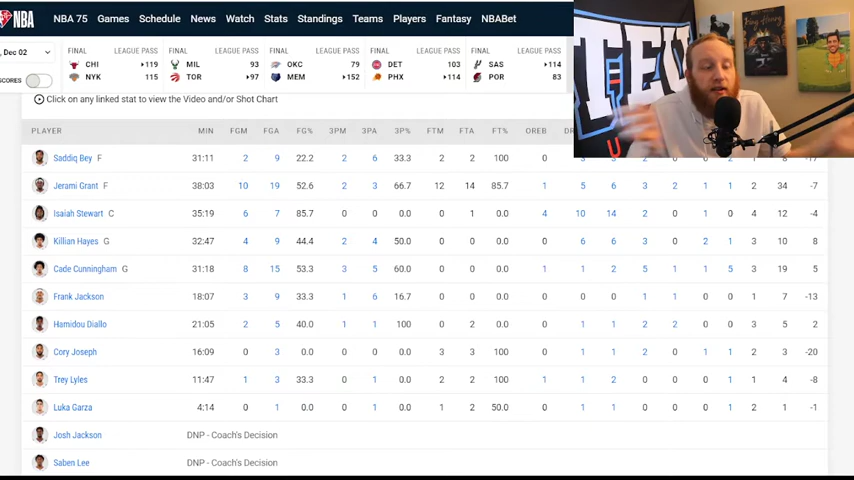 NBA NBA 75 Games Schedule News Watch Stats Standings Teams Players Fantasy NBABet
, Dec 02
SCORES
FINAL LEAGUE PASS
CHI 119
NYK 115
FINAL LEAGUE PASS
MIL 93
TOR 97
FINAL LEAGUE PASS
OKC 79
MEM 152
FINAL LEAGUE PASS
DET 103
PHX 114
FINAL LEAGUE PASS
SAS 114
POR 83
Click on any linked stat to view the Video and/or Shot Chart
PLAYER MIN FGM FGA FG% 3PM 3PA 3P% FTM FTA FT% OREB
Saddiq Bey F 31:11 2 9 22.2 2 6 33.3 2 2 100 0
Jerami Grant F 38:03 10 19 52.6 2 3 66.7 12 14 85.7 1 5 6 3 2 1 1 2 34 -7
Isaiah Stewart C 35:19 6 7 85.7 0 0 0.0 0 1 0.0 4 10 14 2 0 1 0 4 12 -4
Killian Hayes G 32:47 4 9 44.4 2 4 50.0 0 0 0.0 0 6 6 3 0 2 1 3 10 8
Cade Cunningham G 31:18 8 15 53.3 3 5 60.0 0 0 0.0 1 1 2 5 1 1 5 3 19 5
Frank Jackson 18:07 3 9 33.3 1 6 16.7 0 0 0.0 0 0 0 1 1 0 0 1 7 -13
Hamidou Diallo 21:05 2 5 40.0 1 1 100 0 2 0.0 0 1 1 2 2 0 0 3 5 2
Cory Joseph 16:09 0 3 0.0 0 0 0.0 3 3 100 0 1 1 2 0 1 1 2 3 -20
Trey Lyles 11:47 1 3 33.3 0 1 0.0 2 2 100 1 1 2 0 0 0 1 1 4 -8
Luka Garza 4:14 0 1 0.0 0 1 0.0 1 2 50.0 0 1 1 0 0 0 1 2 1 -1
Josh Jackson DNP - Coach's Decision
Saben Lee DNP - Coach's Decision